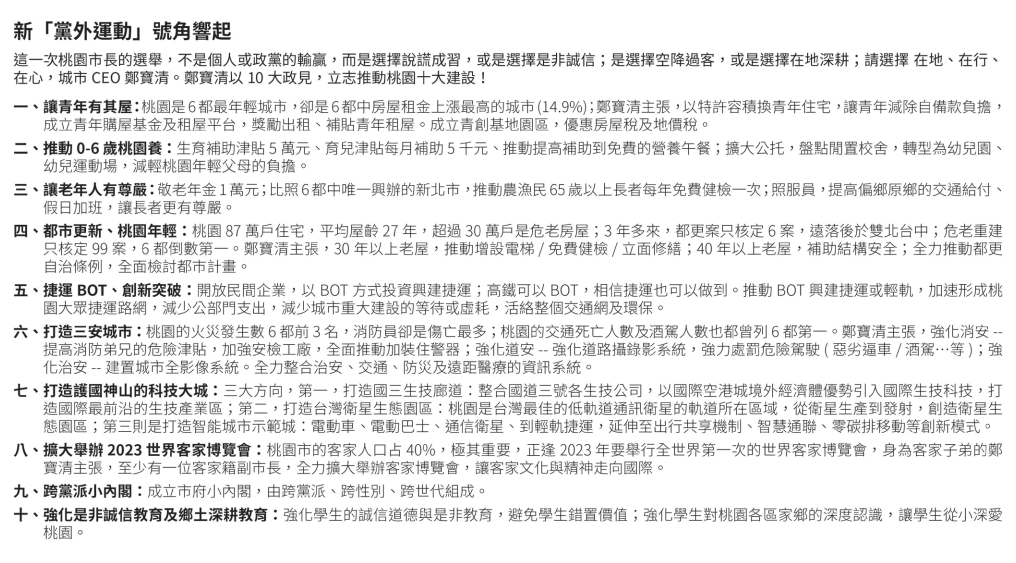 新「黨外運動」號角響起
這一次桃園市長的選舉，不是個人或政黨的輸贏，而是選擇說謊成習，或是選擇是非誠信；是選擇空降過客，或是選擇在地深耕；請選擇 在地、在行、
在心，城市 CEO 鄭寶清。鄭寶清以 10 大政見，立志推動桃園十大建設！
一、讓青年有其屋：桃園是 6 都最年輕城市，卻是 6 都中房屋租金上漲最高的城市 (14.9%)；鄭寶清主張，以特許容積換青年住宅，讓青年減除自備款負擔，
成立青年購屋基金及租屋平台，獎勵出租、補貼青年租屋。成立青創基地園區，優惠房屋稅及地價稅。
二、推動 0-6 歲桃園養：生育補助津貼 5 萬元、育兒津貼每月補助 5 千元、推動提高補助到免費的營養午餐；擴大公托，盤點閒置校舍，轉型為幼兒園、
幼兒運動場，減輕桃園年輕父母的負擔。
三、讓老年人有尊嚴：敬老年金 1 萬元；比照 6 都中唯一興辦的新北市，推動農漁民 65 歲以上長者每年免費健檢一次；照服員，提高偏鄉原鄉的交通給付、
假日加班，讓長者更有尊嚴。
四、都市更新、桃園年輕：桃園 87 萬戶住宅，平均屋齡 27 年，超過 30 萬戶是危老房屋；3 年多來，都更案只核定 6 案，遠落後於雙北台中；危老重建
只核定 99 案，6 都倒數第一。鄭寶清主張，30 年以上老屋，推動增設電梯 / 免費健檢 / 立面修繕；40 年以上老屋，補助結構安全；全力推動都更
自治條例，全面檢討都市計畫。
五、捷運 BOT、創新突破：開放民間企業，以 BOT 方式投資興建捷運；高鐵可以 BOT，相信捷運也可以做到。推動 BOT 興建捷運或輕軌，加速形成桃
園大眾捷運路網，減少公部門支出，減少城市重大建設的等待或虛耗，活絡整個交通網及環保。
六、打造三安城市：桃園的火災發生數 6 都前 3 名，消防員卻是傷亡最多；桃園的交通死亡人數及酒駕人數也都曾列 6 都第一。鄭寶清主張，強化消安 --
提高消防弟兄的危險津貼，加強安檢工廠，全面推動加裝住警器；強化道安 -- 強化道路攝錄影系統，強力處罰危險駕駛 ( 惡劣逼車 / 酒駕…等 )；強
化治安 -- 建置城市全影像系統。全力整合治安、交通、防災及遠距醫療的資訊系統。
七、打造護國神山的科技大城：三大方向，第一，打造國三生技廊道：整合國道三號各生技公司，以國際空港城境外經濟體優勢引入國際生技科技，打
造國際最前沿的生技產業區；第二，打造台灣衛星生態園區：桃園是台灣最佳的低軌道通訊衛星的軌道所在區域，從衛星生產到發射，創造衛星生
態園區；第三則是打造智能城市示範城：電動車、電動巴士、通信衛星、到輕軌捷運，延伸至出行共享機制、智慧通聯、零碳排移動等創新模式。
八、擴大舉辦 2023 世界客家博覽會：桃園市的客家人口占 40%，極其重要，正逢 2023 年要舉行全世界第一次的世界客家博覽會，身為客家子弟的鄭
寶清主張，至少有一位客家籍副市長，全力擴大舉辦客家博覽會，讓客家文化與精神走向國際。
九、跨黨派小內閣：成立市府小內閣，由跨黨派、跨性別、跨世代組成。
十、強化是非誠信教育及鄉土深耕教育：強化學生的誠信道德與是非教育，避免學生錯置價值；強化學生對桃園各區家鄉的深度認識，讓學生從小深愛
桃園。